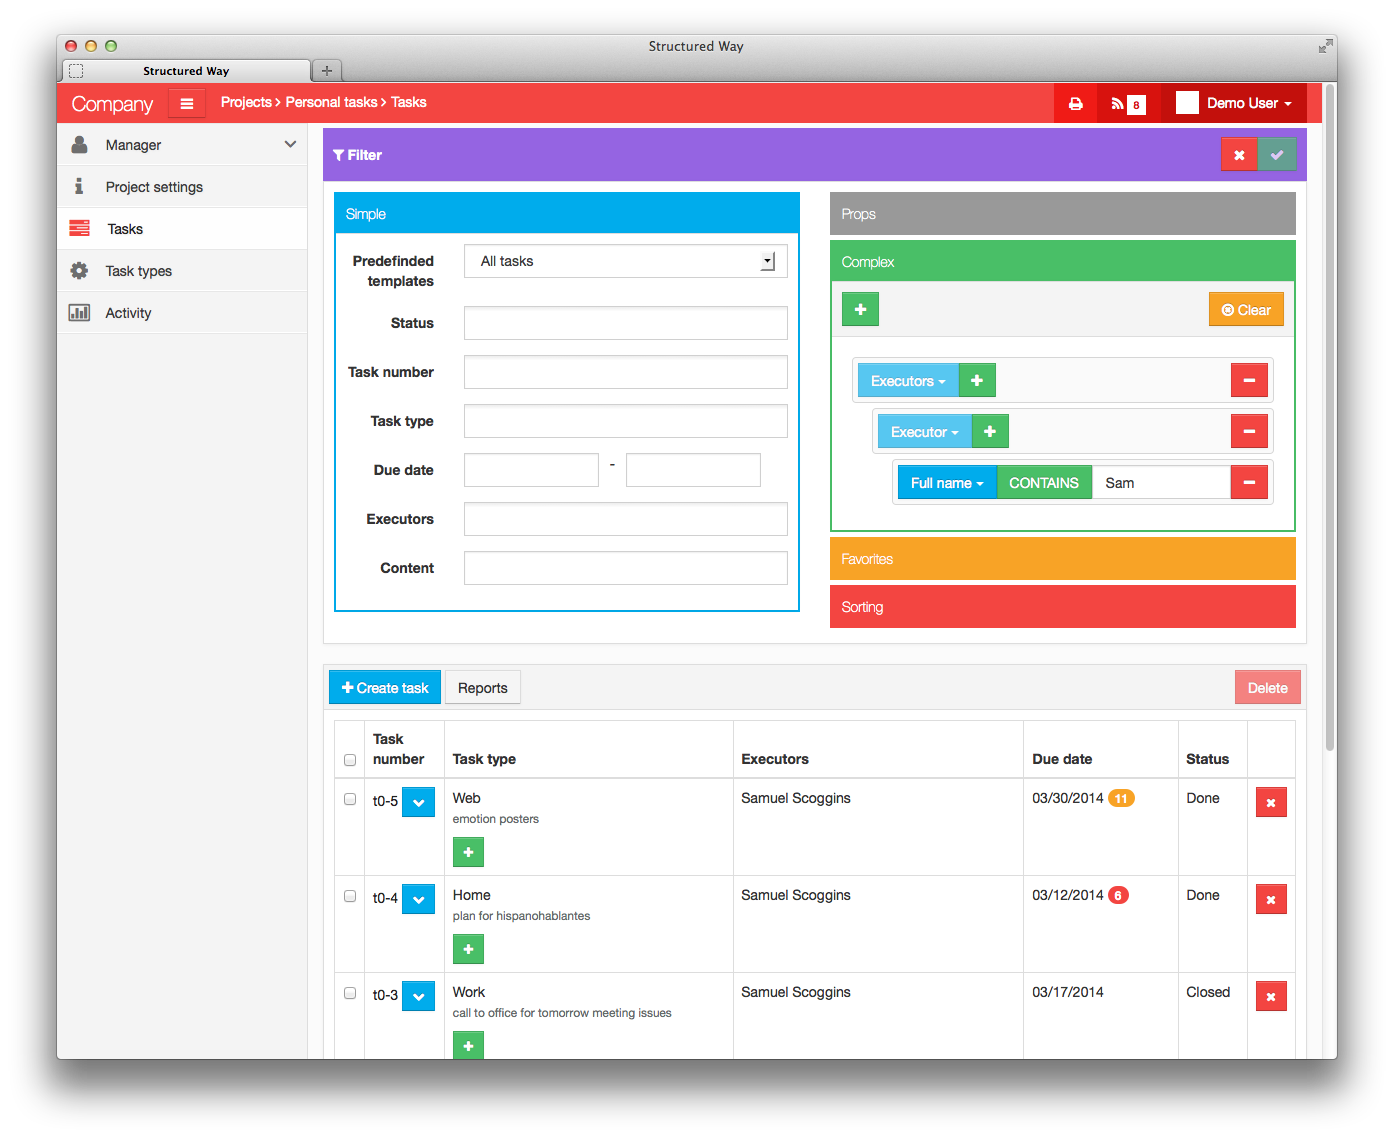 Structured Way
Structured Way
Company
Projects > Personal tasks > Tasks
8
Demo User
Manager
Project settings
Tasks
Task types
Activity
Filter
Simple
Predefinded
templates
All tasks
Status
Task number
Task type
Due date
-
Executors
Content
Props
Complex
Clear
Executors
Executor
Full name
CONTAINS
Sam
Favorites
Sorting
Create task
Reports
Delete
Task
number
Task type
Executors
Due date
Status
t0-5
Web
Samuel Scoggins
03/30/2014 11
Done
emotion posters
t0-4
Home
Samuel Scoggins
03/12/2014 6
Done
plan for hispanohablantes
t0-3
Work
Samuel Scoggins
03/17/2014
Closed
call to office for tomorrow meeting issues